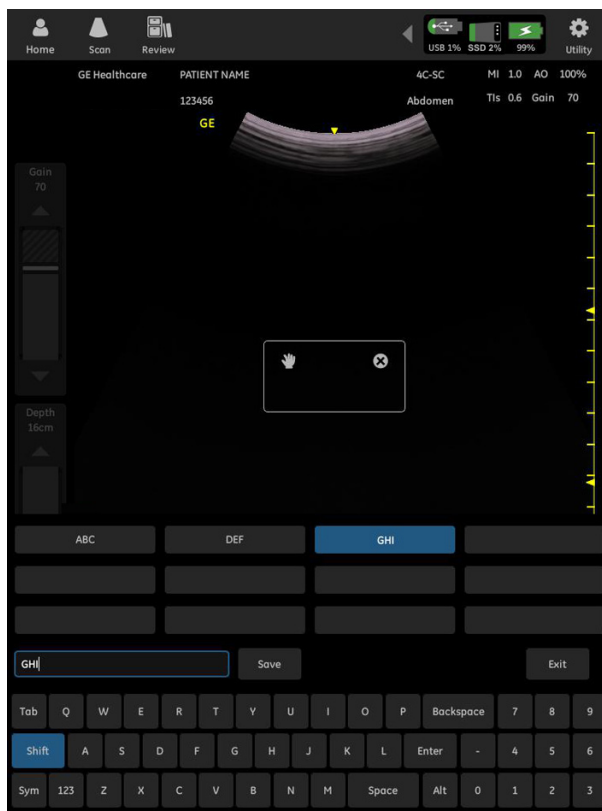 Home Scan Review USB 1% SSD 2% 99% Utility
GE Healthcare PATIENT NAME 4C-SC MI 1.0 AO 100%
123456 Abdomen TIs 0.6 Gain 70
GE
Gain
70
Depth
16cm
ABC DEF GHI
GHI Save Exit
Tab Q W E R T Y U I O P Backspace 7 8 9
Shift A S D F G H J K L Enter - 4 5 6
Sym 123 Z X C V B N M Space Alt 0 1 2 3